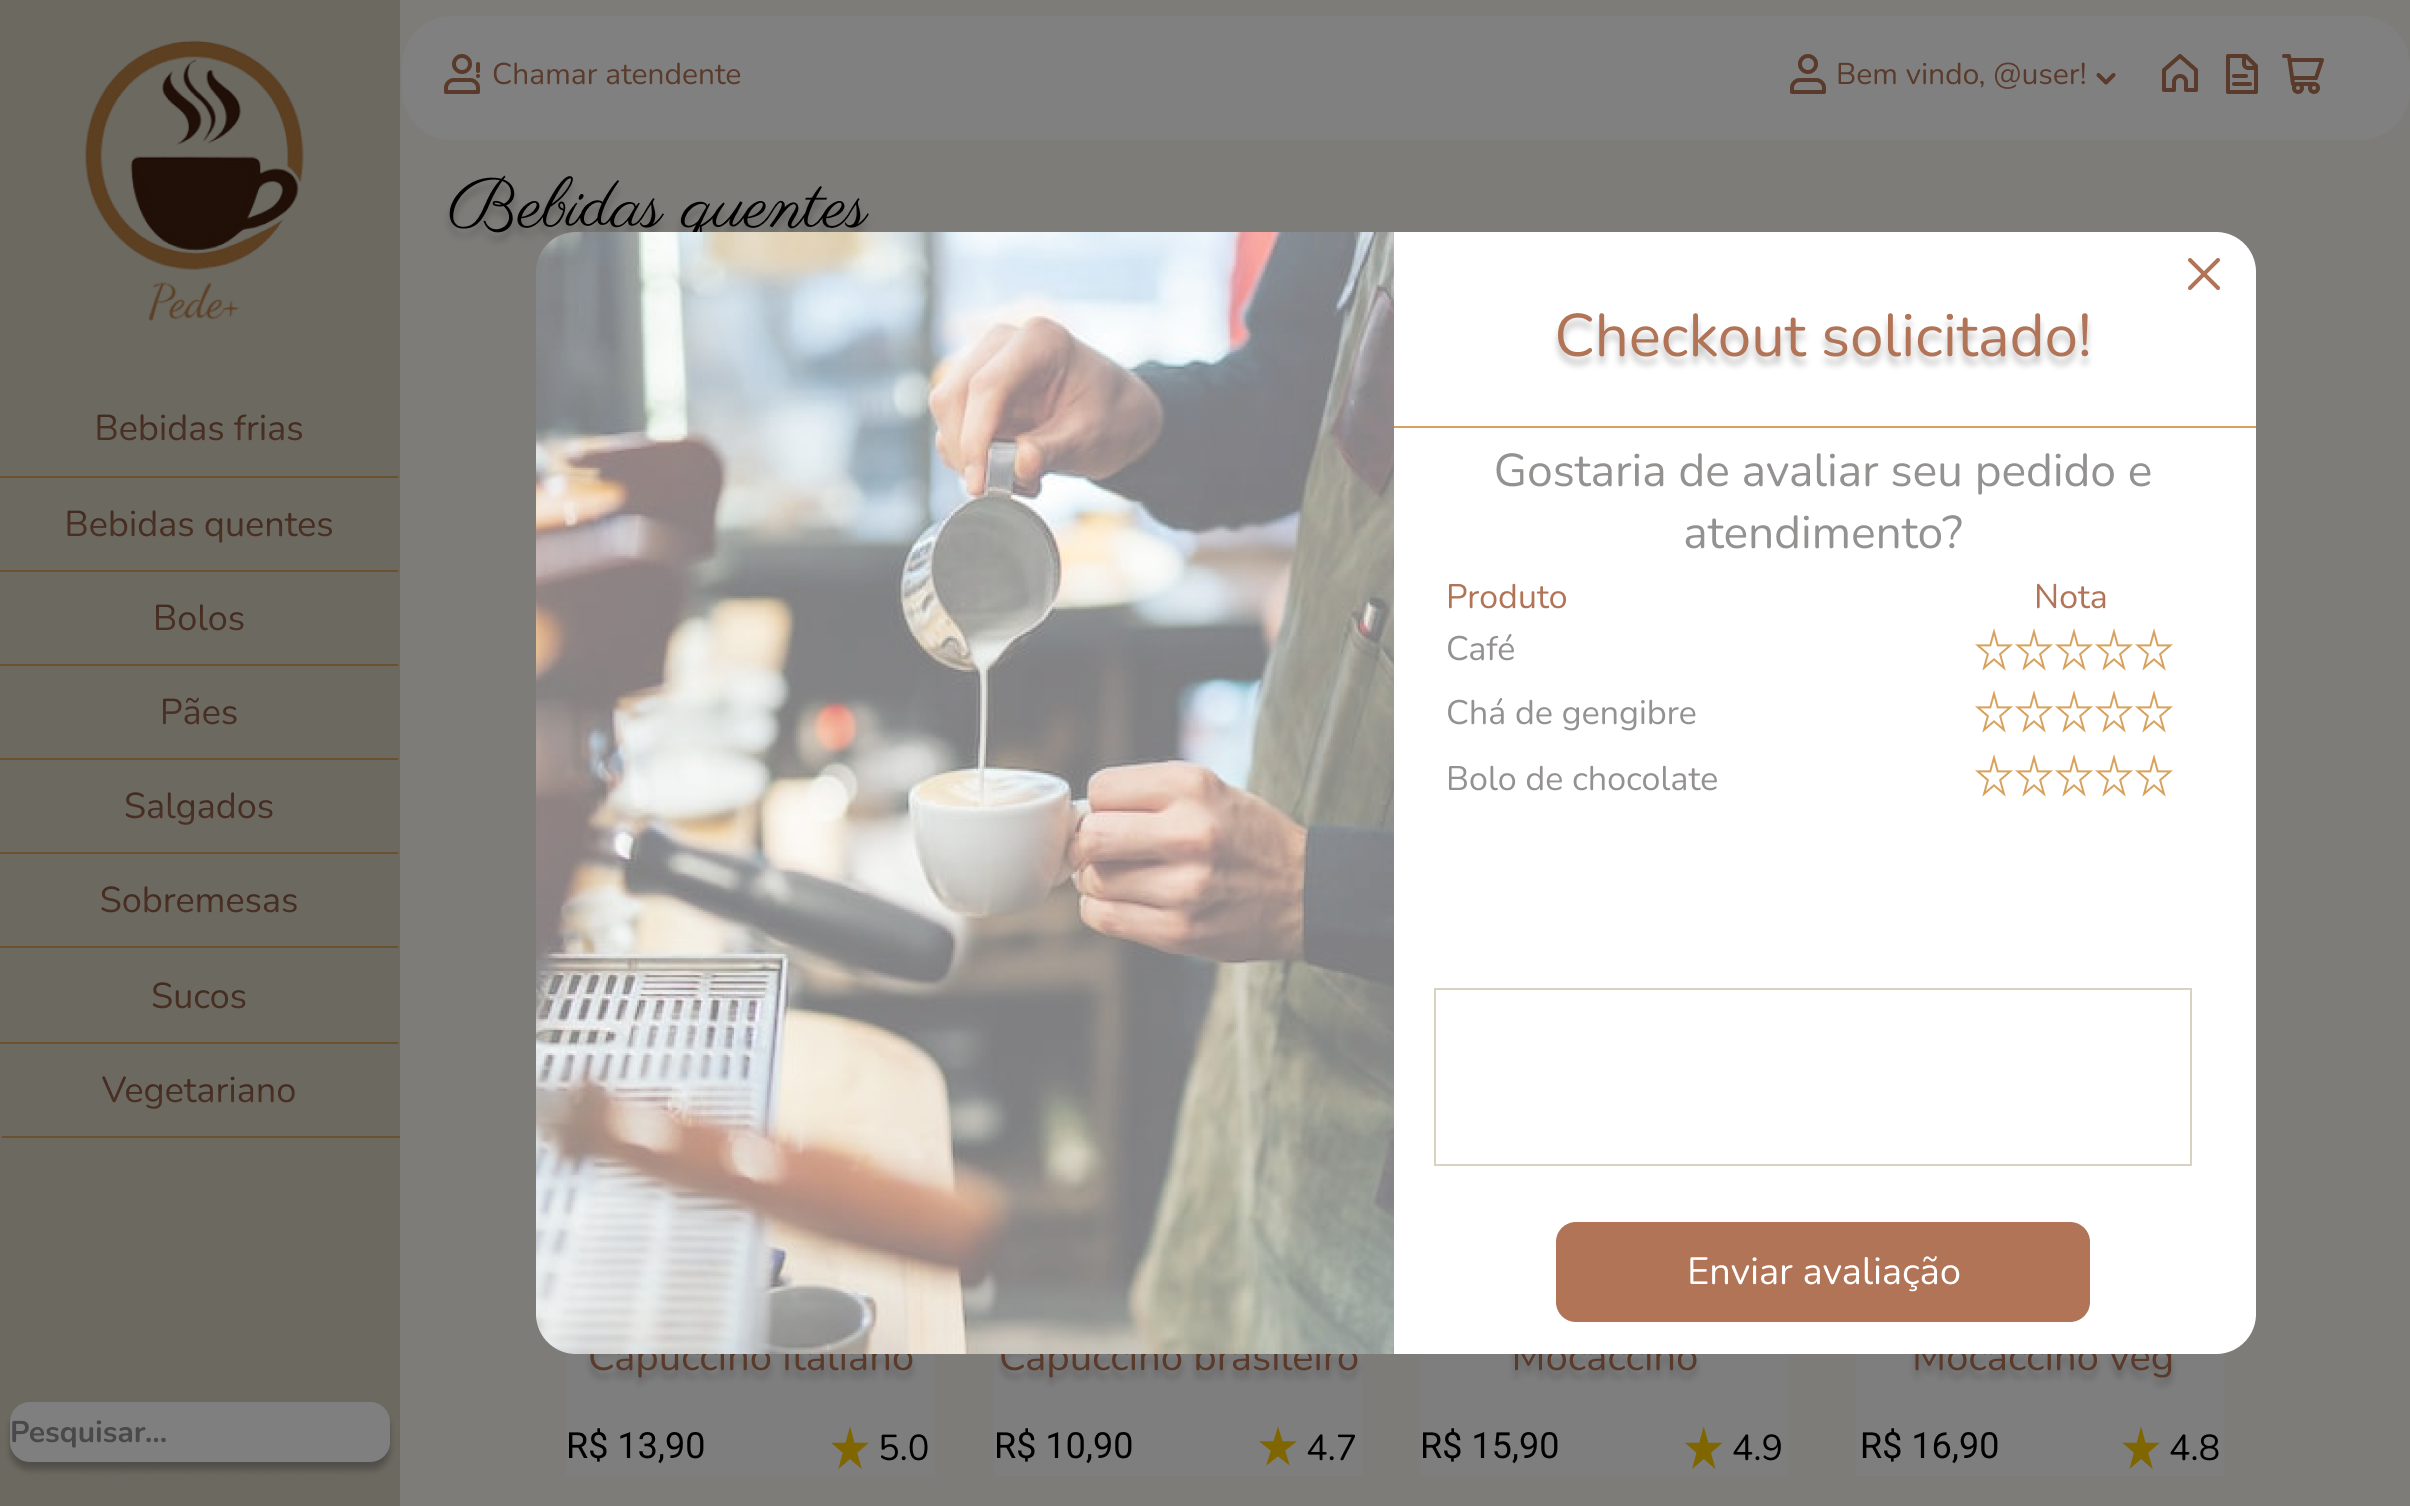 Pede+
Bebidas frias
Bebidas quentes
Bolos
Pães
Salgados
Sobremesas
Sucos
Vegetariano
Pesquisar...
Chamar atendente
Bem vindo, @user!
Bebidas quentes
Checkout solicitado!
Gostaria de avaliar seu pedido e
atendimento?
Produto Nota
Café
Chá de gengibre
Bolo de chocolate
Enviar avaliação
Capuccino italiano Capuccino brasileiro Mocaccino Mocaccino veg
R$ 13,90 5.0 R$ 10,90 4.7 R$ 15,90 4.9 R$ 16,90 4.8